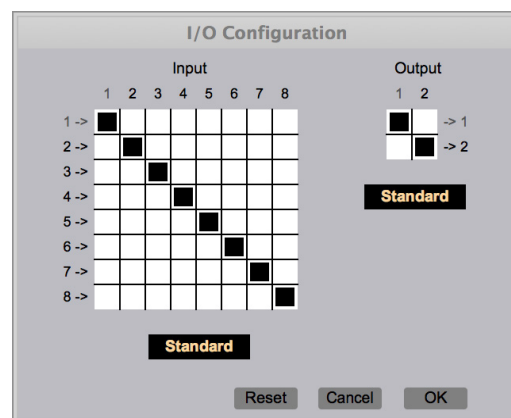 I/O Configuration
Input
Output
1 2 3 4 5 6 7 8
1 2
1 ->
-> 1
2 ->
-> 2
3 ->
4 ->
5 ->
6 ->
7 ->
8 ->
Standard
Standard
Reset Cancel OK